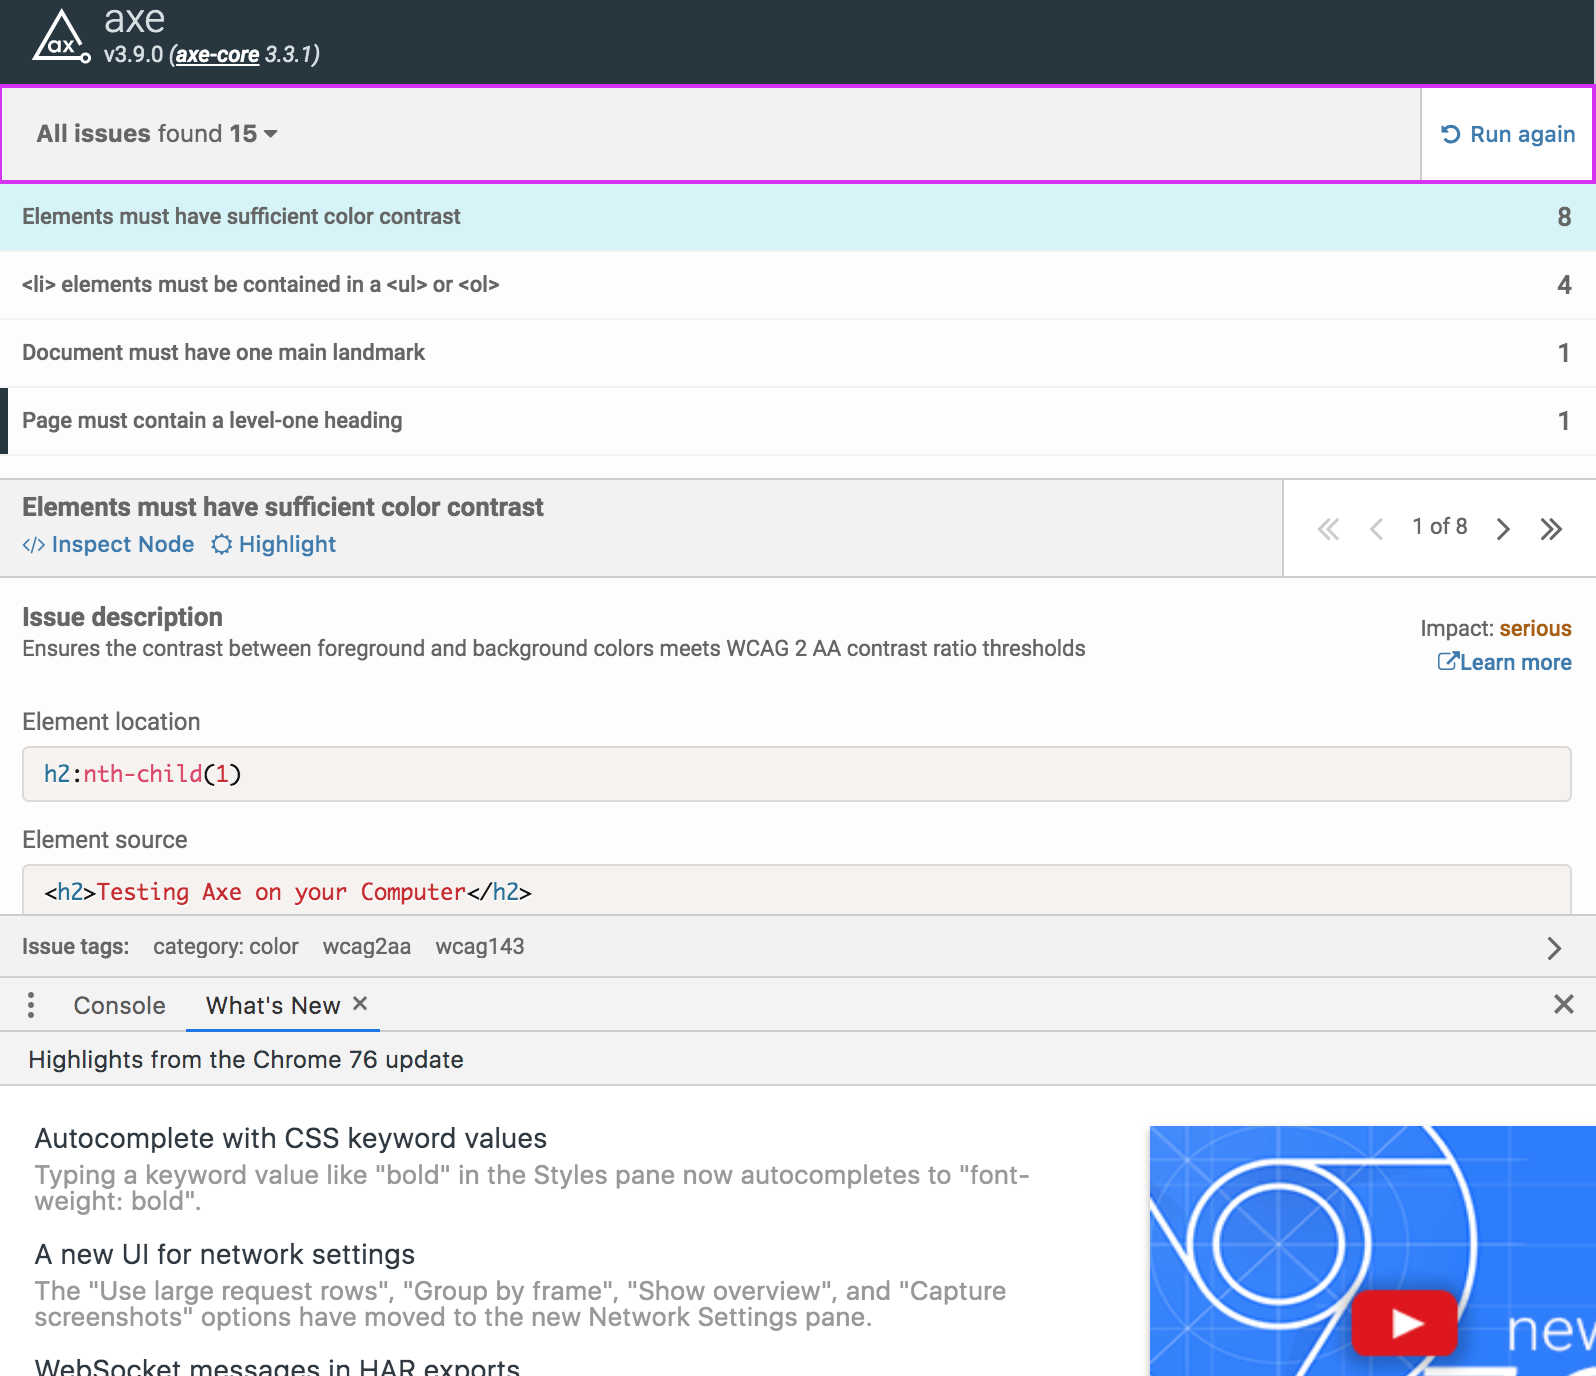 axe
ax
v3.9.0 (axe-core 3.3.1)
All issues found 15
Run again
Elements must have sufficient color contrast 8
<li> elements must be contained in a <ul> or <ol> 4
Document must have one main landmark 1
Page must contain a level-one heading 1
Elements must have sufficient color contrast
</> Inspect Node Highlight
1 of 8
Issue description
Ensures the contrast between foreground and background colors meets WCAG 2 AA contrast ratio thresholds
Impact: serious
Learn more
Element location
h2:nth-child(1)
Element source
<h2>Testing Axe on your Computer</h2>
Issue tags: category: color wcag2aa wcag143
Console What's New ×
Highlights from the Chrome 76 update
Autocomplete with CSS keyword values
Typing a keyword value like "bold" in the Styles pane now autocompletes to "font-
weight: bold".
A new UI for network settings
The "Use large request rows", "Group by frame", "Show overview", and "Capture
screenshots" options have moved to the new Network Settings pane.
WebSocket messages in HAR exports
new